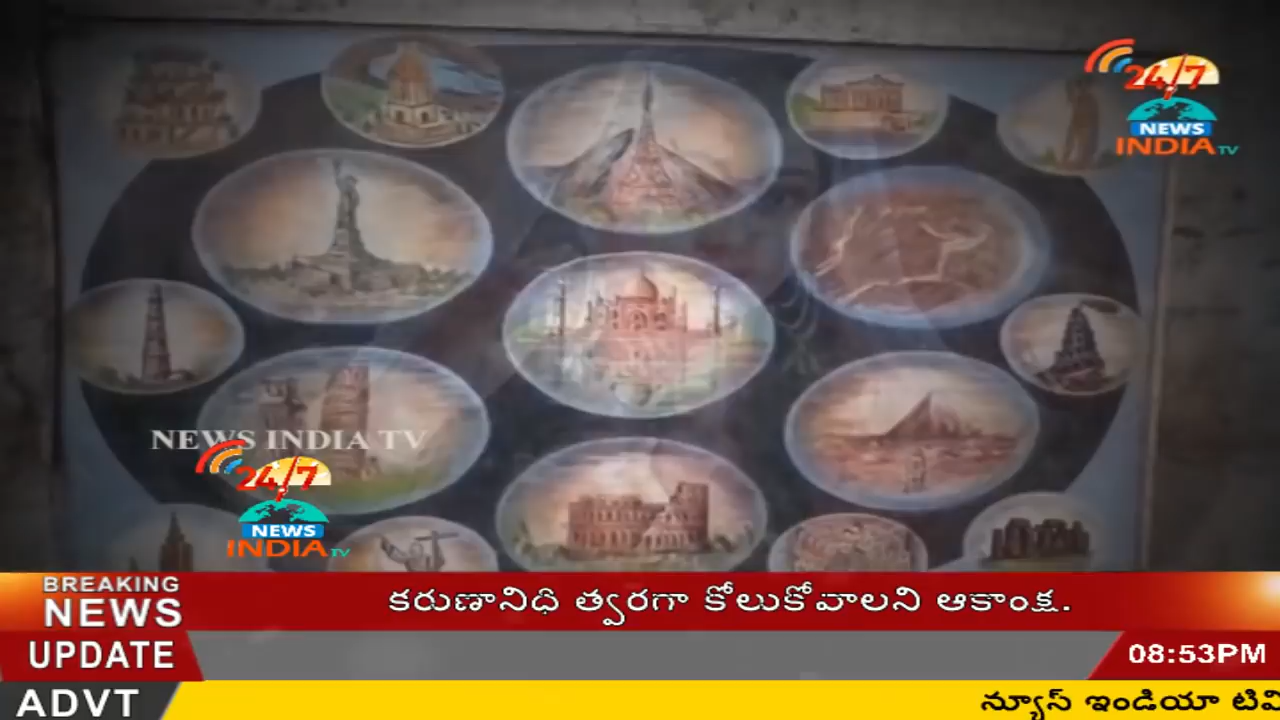 24/7
NEWS
INDIA TV
NEWS INDIA TV
24/7
NEWS
INDIA TV
BREAKING
NEWS
కరుణానిధి త్వరగా కోలుకోవాలని ఆకాంక్ష.
UPDATE
08:53PM
ADVT
న్యూస్ ఇండియా టివి